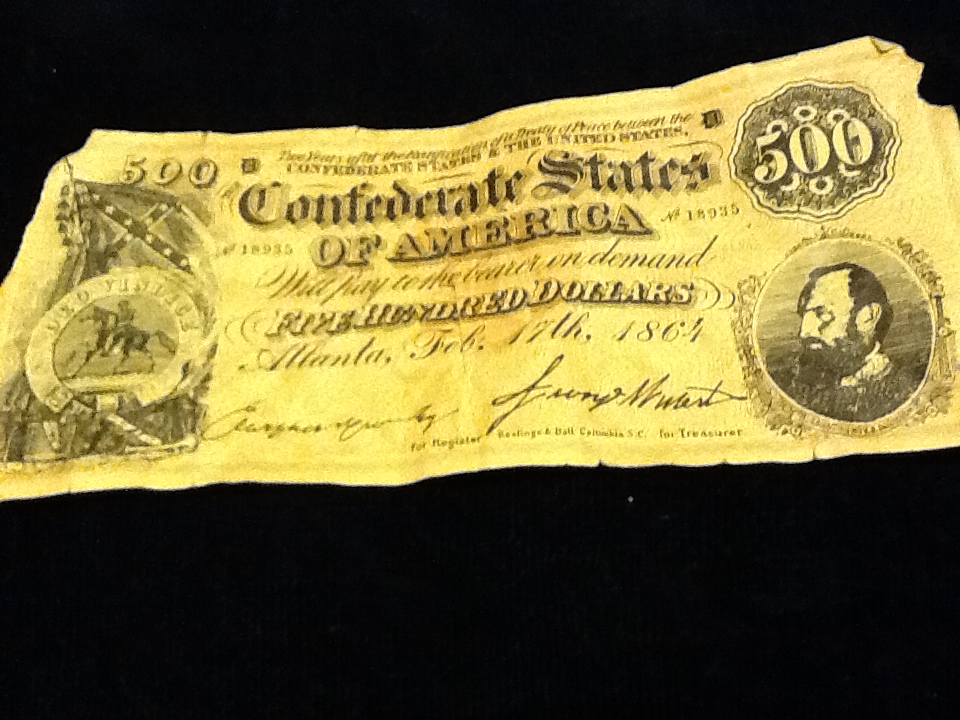 500
500
Two Years after the Ratification of a Treaty of Peace between the
CONFEDERATE STATES & THE UNITED STATES,
Confederate States
OF AMERICA
Nº 18935
Nº 18935
Will pay to the bearer on demand
FIVE HUNDRED DOLLARS
Atlanta, Feb. 17th, 1864
DEO VINDICE
for Register
Keatinge & Ball, Columbia S.C.
for Treasurer